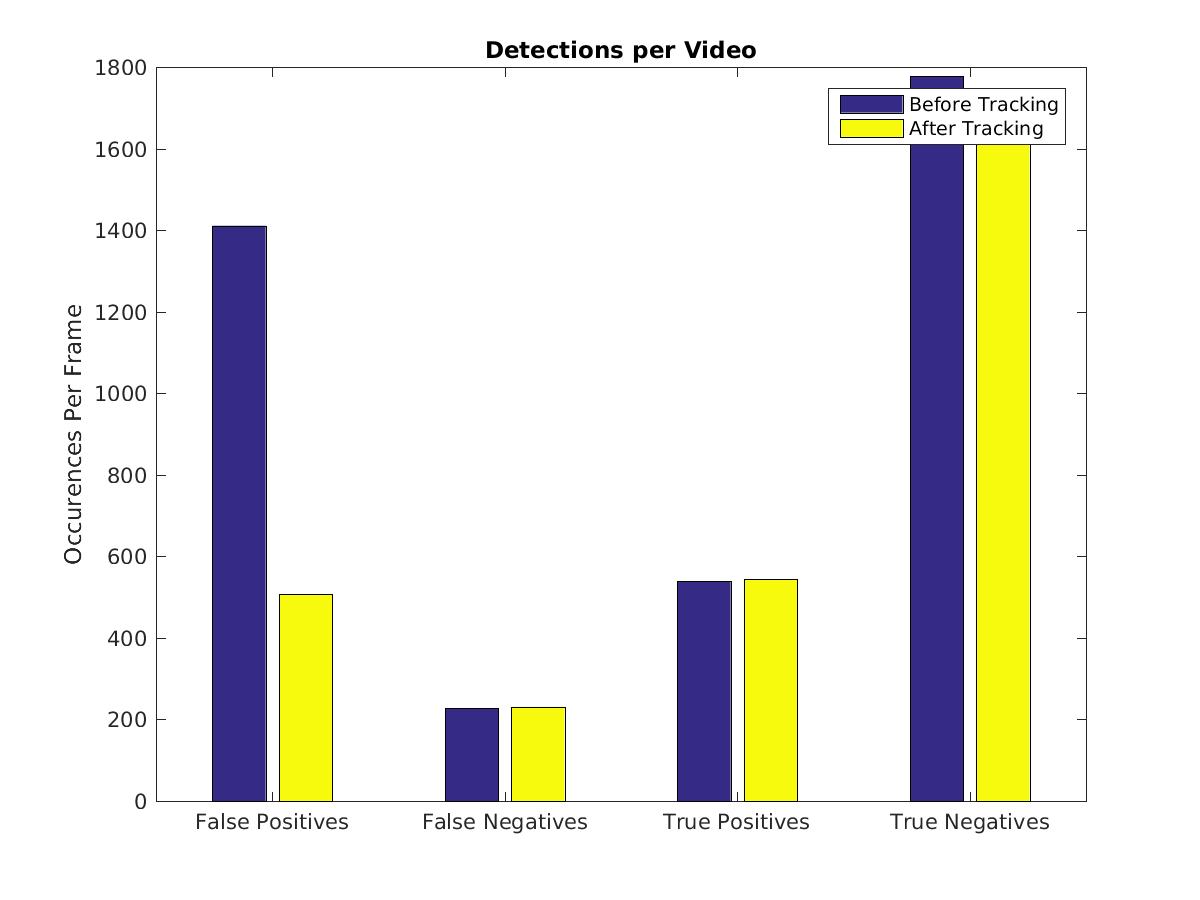 Detections per Video
1800
1600
1400
1200
1000
800
600
400
200
0
Occurences Per Frame
Before Tracking
After Tracking
False Positives
False Negatives
True Positives
True Negatives